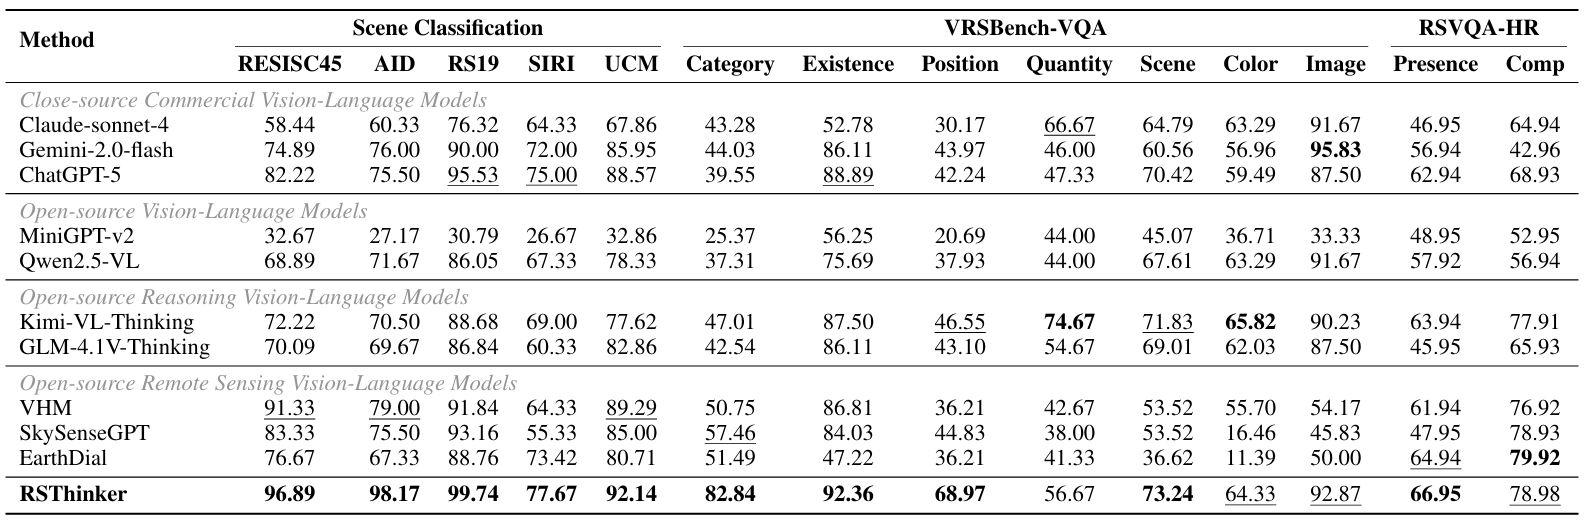 Method Scene Classification VRSBench-VQA RSVQA-HR
RESISC45 AID RS19 SIRI UCM Category Existence Position Quantity Scene Color Image Presence Comp
Close-source Commercial Vision-Language Models
Claude-sonnet-4 58.44 60.33 76.32 64.33 67.86 43.28 52.78 30.17 66.67 64.79 63.29 91.67 46.95 64.94
Gemini-2.0-flash 74.89 76.00 90.00 72.00 85.95 44.03 86.11 43.97 46.00 60.56 56.96 95.83 56.94 42.96
ChatGPT-5 82.22 75.50 95.53 75.00 88.57 39.55 88.89 42.24 47.33 70.42 59.49 87.50 62.94 68.93
Open-source Vision-Language Models
MiniGPT-v2 32.67 27.17 30.79 26.67 32.86 25.37 56.25 20.69 44.00 45.07 36.71 33.33 48.95 52.95
Qwen2.5-VL 68.89 71.67 86.05 67.33 78.33 37.31 75.69 37.93 44.00 67.61 63.29 91.67 57.92 56.94
Open-source Reasoning Vision-Language Models
Kimi-VL-Thinking 72.22 70.50 88.68 69.00 77.62 47.01 87.50 46.55 74.67 71.83 65.82 90.23 63.94 77.91
GLM-4.1V-Thinking 70.09 69.67 86.84 60.33 82.86 42.54 86.11 43.10 54.67 69.01 62.03 87.50 45.95 65.93
Open-source Remote Sensing Vision-Language Models
VHM 91.33 79.00 91.84 64.33 89.29 50.75 86.81 36.21 42.67 53.52 55.70 54.17 61.94 76.92
SkySenseGPT 83.33 75.50 93.16 55.33 85.00 57.46 84.03 44.83 38.00 53.52 16.46 45.83 47.95 78.93
EarthDial 76.67 67.33 88.76 73.42 80.71 51.49 47.22 36.21 41.33 36.62 11.39 50.00 64.94 79.92
RSThinker 96.89 98.17 99.74 77.67 92.14 82.84 92.36 68.97 56.67 73.24 64.33 92.87 66.95 78.98